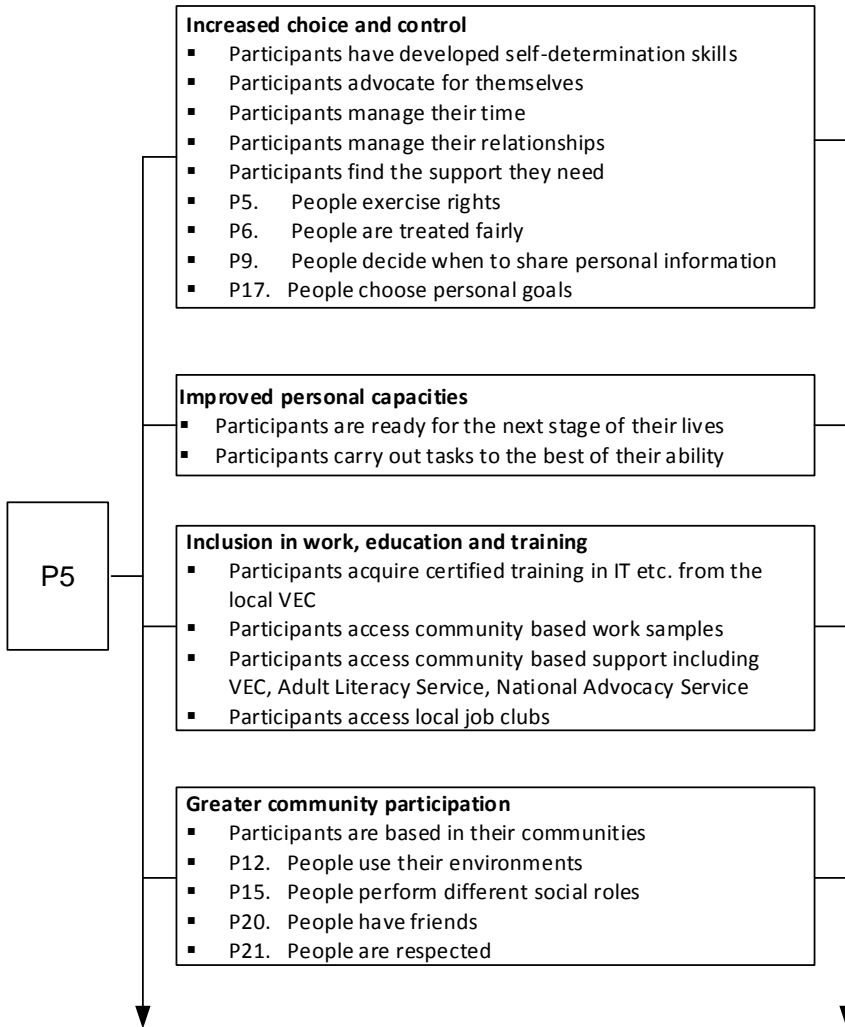 Increased choice and control
▪ Participants have developed self-determination skills
▪ Participants advocate for themselves
▪ Participants manage their time
▪ Participants manage their relationships
▪ Participants find the support they need
▪ P5. People exercise rights
▪ P6. People are treated fairly
▪ P9. People decide when to share personal information
▪ P17. People choose personal goals
Improved personal capacities
▪ Participants are ready for the next stage of their lives
▪ Participants carry out tasks to the best of their ability
P5
Inclusion in work, education and training
▪ Participants acquire certified training in IT etc. from the
local VEC
▪ Participants access community based work samples
▪ Participants access community based support including
VEC, Adult Literacy Service, National Advocacy Service
▪ Participants access local job clubs
Greater community participation
▪ Participants are based in their communities
▪ P12. People use their environments
▪ P15. People perform different social roles
▪ P20. People have friends
▪ P21. People are respected